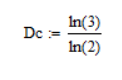 Dc := ln(3) / ln(2)